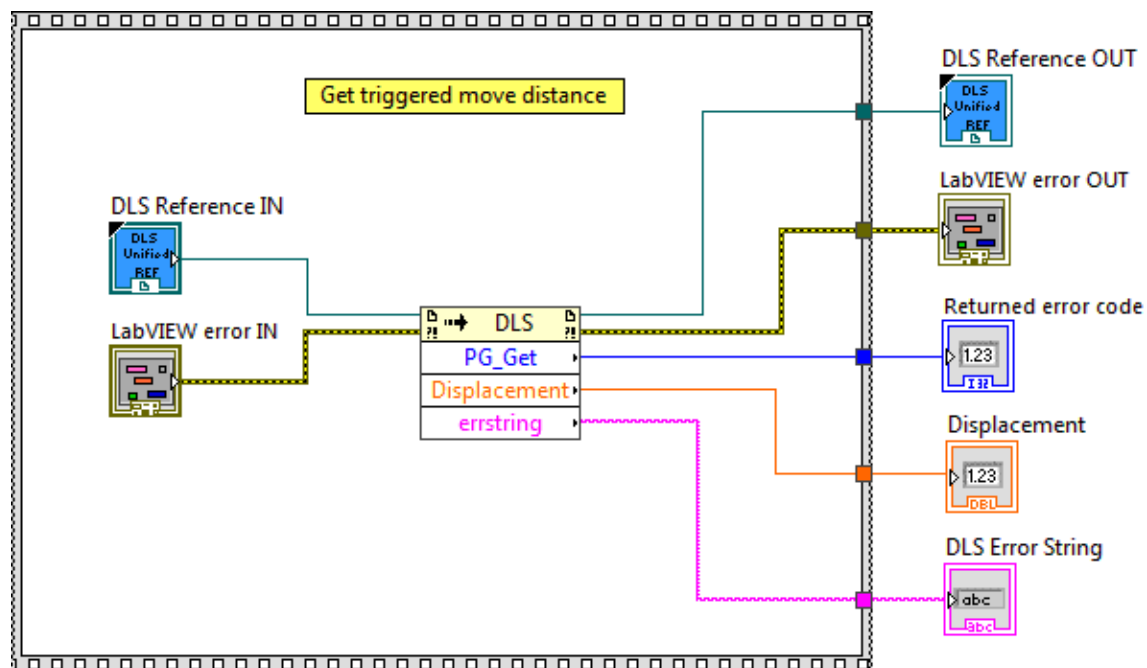 DLS Reference OUT
Get triggered move distance
DLS
Unified
REF
LabVIEW error OUT
DLS Reference IN
DLS
Unified
REF
Returned error code
LabVIEW error IN
?! DLS ?!
PG_Get
1.23
I32
Displacement
errstring
Displacement
1.23
DBL
DLS Error String
abc
abc